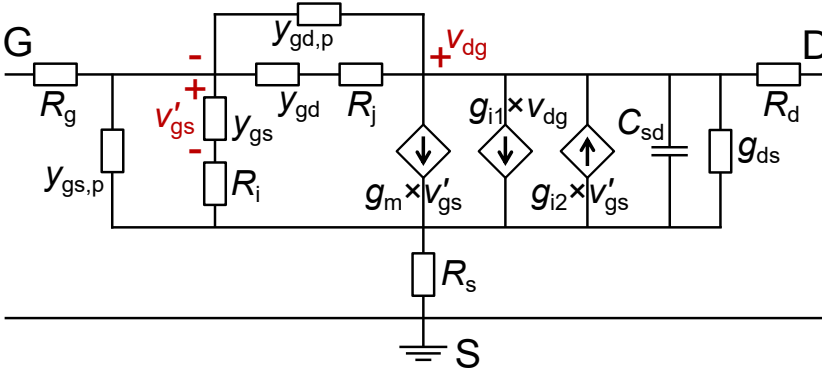 y_gd,p
G
- + v_dg
D
R_g
+
y_gd
R_j
R_d
v'_gs
y_gs
g_i1×v_dg
C_sd
g_ds
-
y_gs,p
R_i
g_m×v'_gs
g_i2×v'_gs
R_s
S